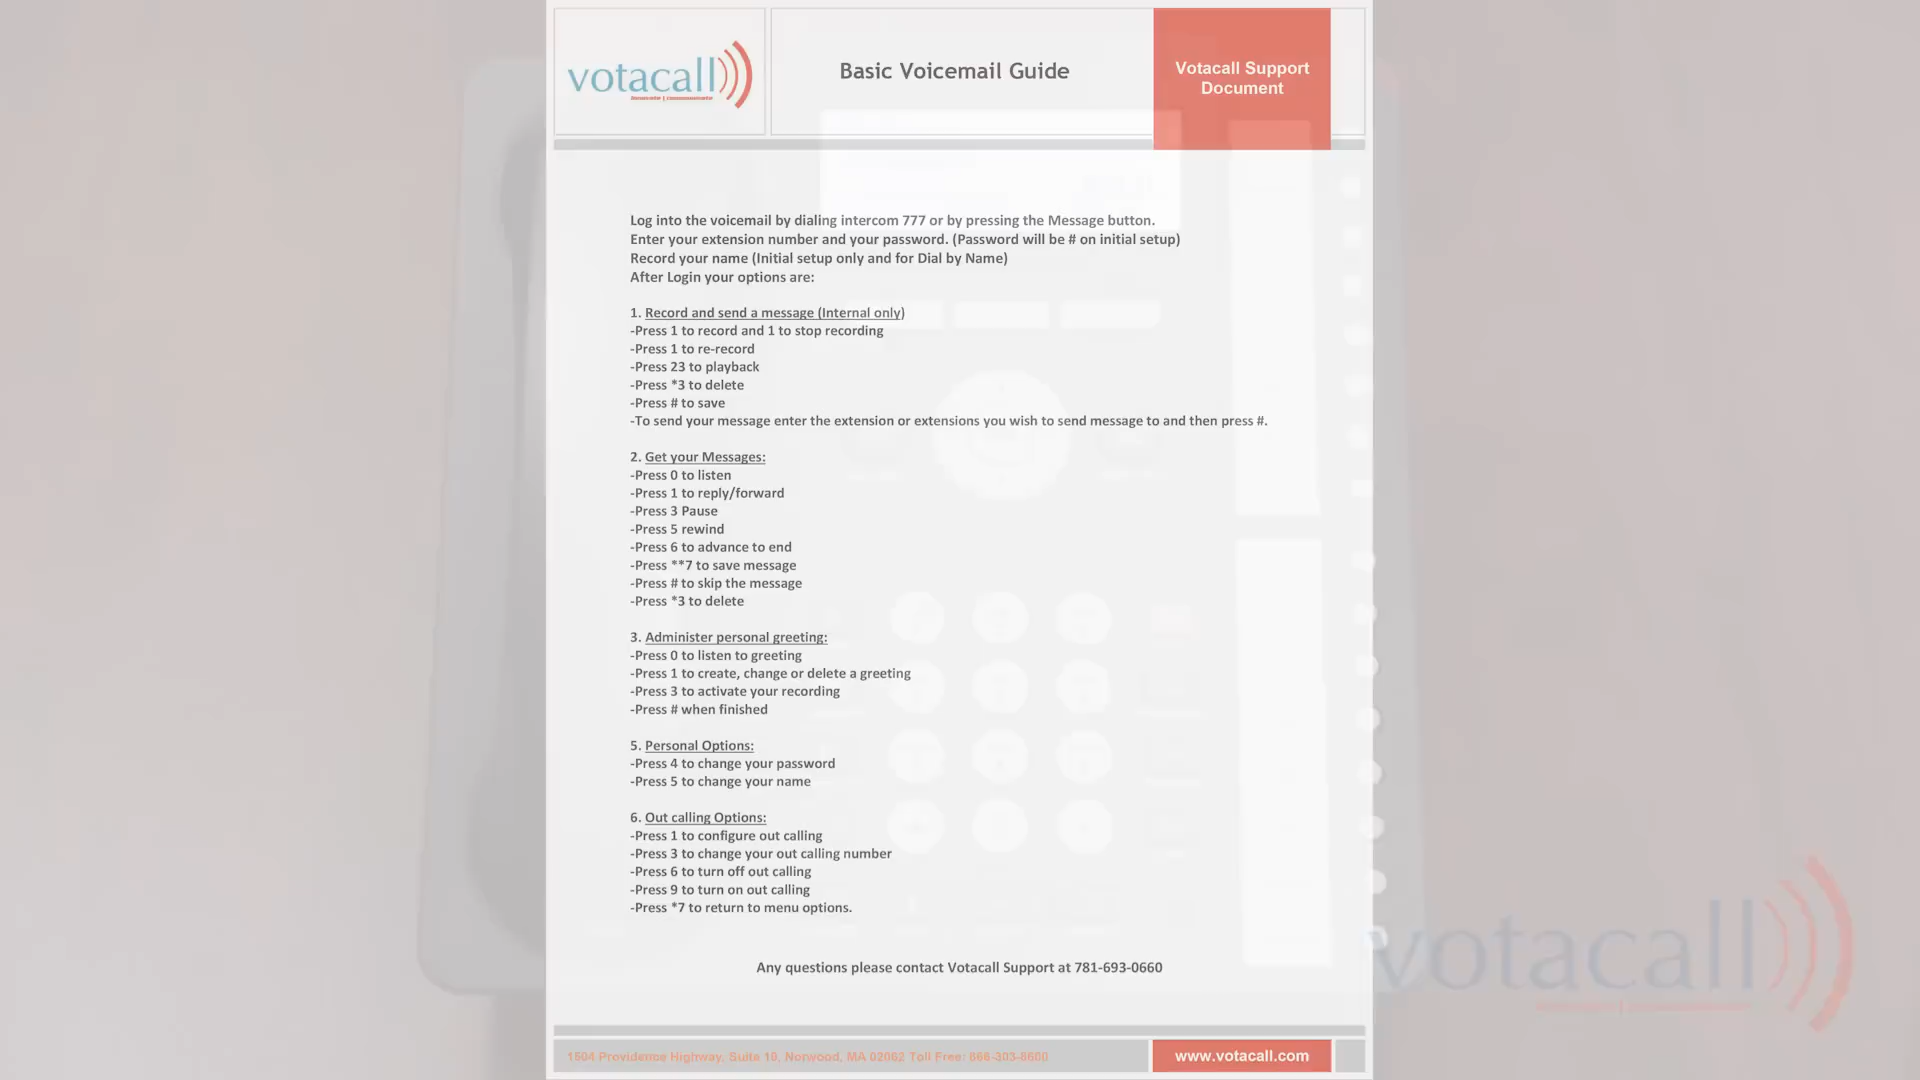 votacall
innovate | communicate
Basic Voicemail Guide
Votacall Support
Document
Log into the voicemail by dialing intercom 777 or by pressing the Message button.
Enter your extension number and your password. (Password will be # on initial setup)
Record your name (Initial setup only and for Dial by Name)
After Login your options are:
1. Record and send a message (Internal only)
-Press 1 to record and 1 to stop recording
-Press 1 to re-record
-Press 23 to playback
-Press *3 to delete
-Press # to save
-To send your message enter the extension or extensions you wish to send message to and then press #.
2. Get your Messages:
-Press 0 to listen
-Press 1 to reply/forward
-Press 3 Pause
-Press 5 rewind
-Press 6 to advance to end
-Press **7 to save message
-Press # to skip the message
-Press *3 to delete
3. Administer personal greeting:
-Press 0 to listen to greeting
-Press 1 to create, change or delete a greeting
-Press 3 to activate your recording
-Press # when finished
5. Personal Options:
-Press 4 to change your password
-Press 5 to change your name
6. Out calling Options:
-Press 1 to configure out calling
-Press 3 to change your out calling number
-Press 6 to turn off out calling
-Press 9 to turn on out calling
-Press *7 to return to menu options.
Any questions please contact Votacall Support at 781-693-0660
1504 Providence Highway, Suite 10, Norwood, MA 02062 Toll Free: 866-303-8600
www.votacall.com
votacall